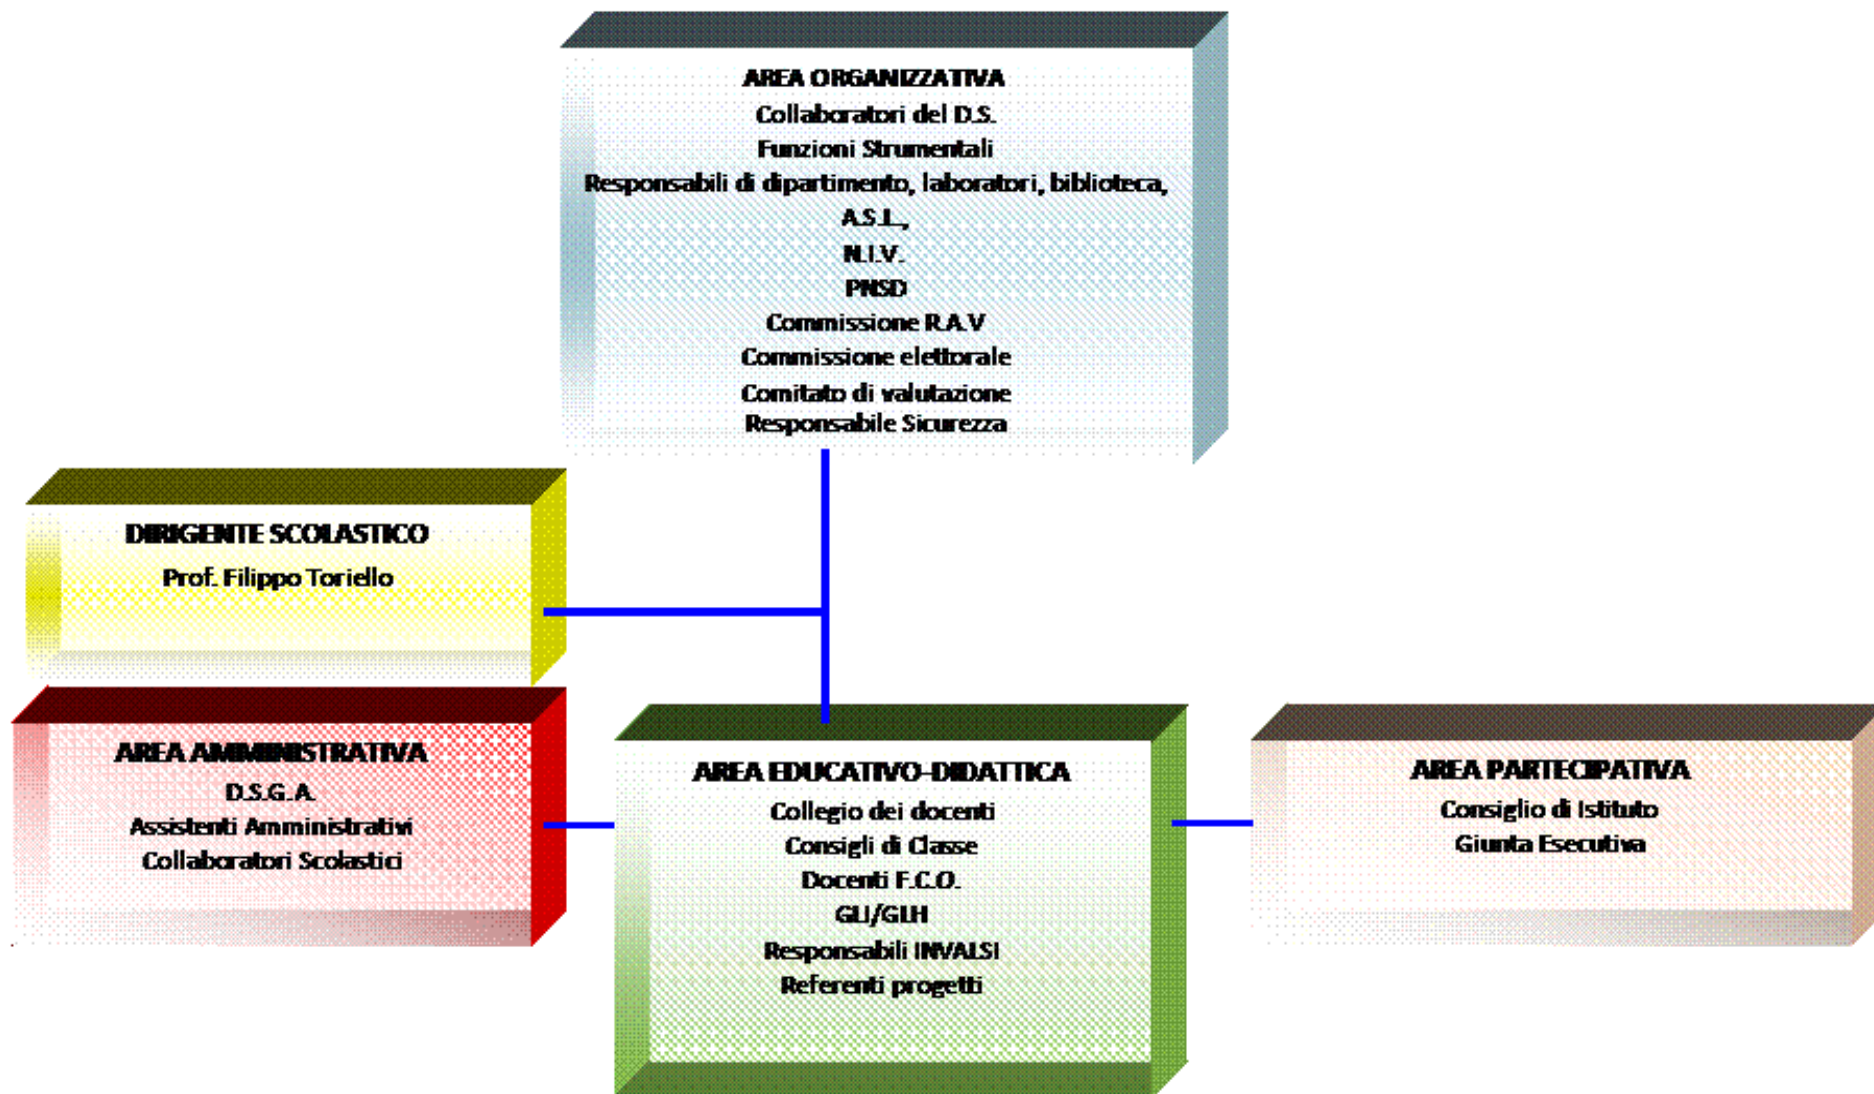 AREA ORGANIZZATIVA
Collaboratori del D.S.
Funzioni Strumentali
Responsabili di dipartimento, laboratori, biblioteca,
A.S.L.,
N.I.V.
PNSD
Commissione R.A.V
Commissione elettorale
Comitato di valutazione
Responsabile Sicurezza
DIRIGENTE SCOLASTICO
Prof. Filippo Toriello
AREA AMMINISTRATIVA
D.S.G.A.
Assistenti Amministrativi
Collaboratori Scolastici
AREA EDUCATIVO-DIDATTICA
Collegio dei docenti
Consigli di Classe
Docenti F.C.O.
GLI/GLH
Responsabili INVALSI
Referenti progetti
AREA PARTECIPATIVA
Consiglio di Istituto
Giunta Esecutiva